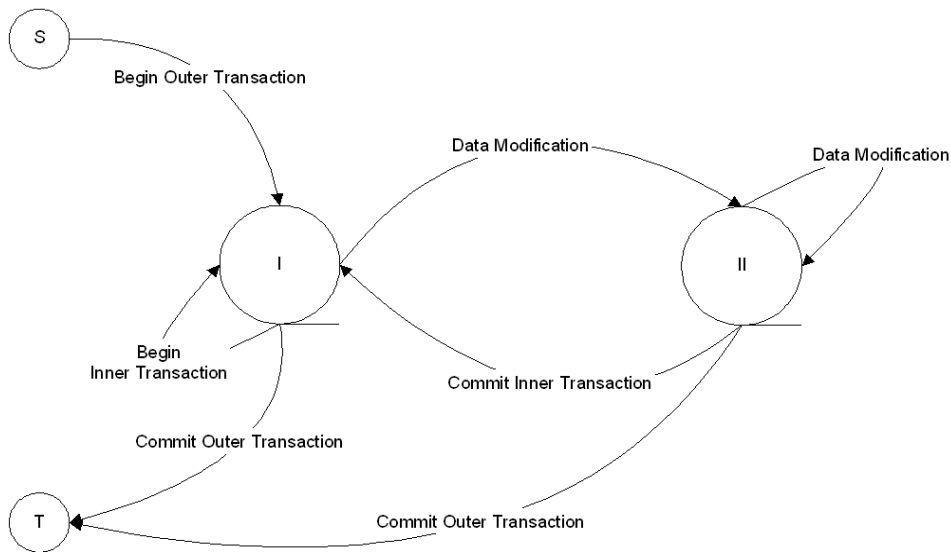 S
Begin Outer Transaction
Data Modification
Data Modification
I
II
Begin
Inner Transaction
Commit Inner Transaction
Commit Outer Transaction
T
Commit Outer Transaction